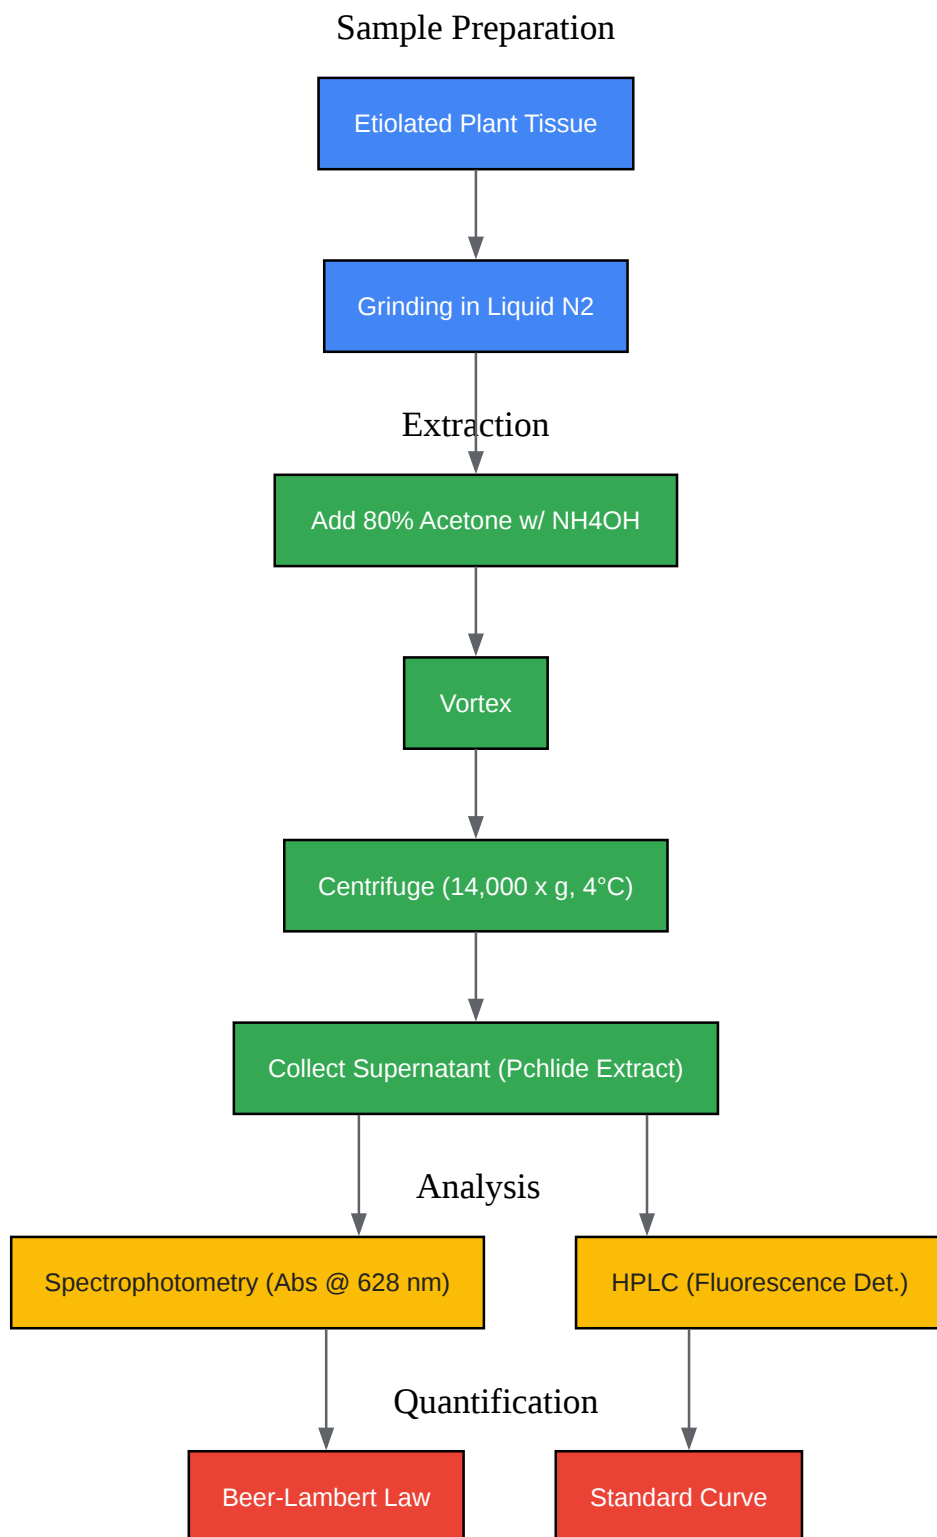 Sample Preparation
Etiolated Plant Tissue
Grinding in Liquid N2
Extraction
Add 80% Acetone w/ NH4OH
Vortex
Centrifuge (14,000 x g, 4°C)
Collect Supernatant (Pchlide Extract)
Analysis
Spectrophotometry (Abs @ 628 nm)
HPLC (Fluorescence Det.)
Quantification
Beer-Lambert Law
Standard Curve